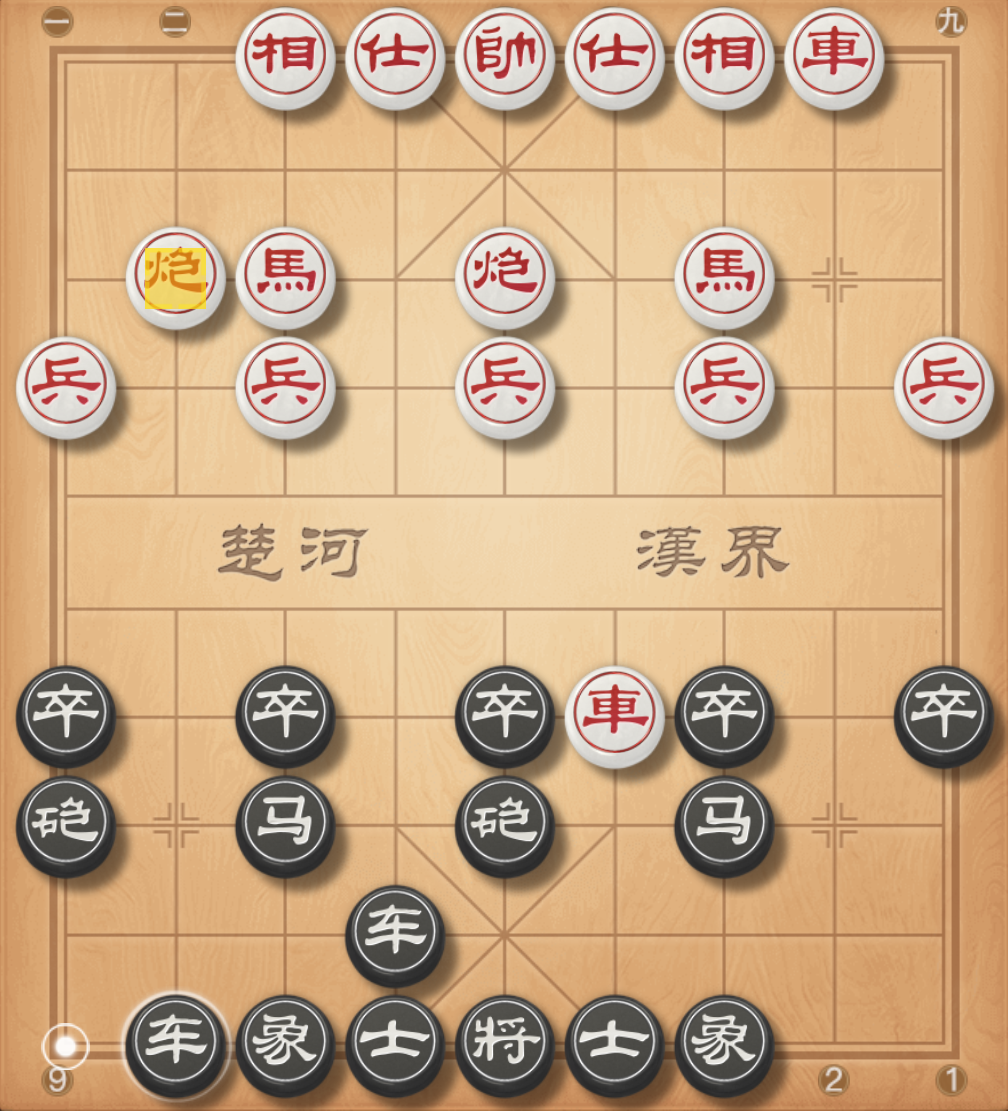 一 二 九
相 仕 帥 仕 相 車
炮 馬 炮 馬
兵 兵 兵 兵 兵
楚河 漢界
卒 卒 卒 車 卒 卒
砲 马 砲 马
车
车 象 士 将 士 象
9 2 1